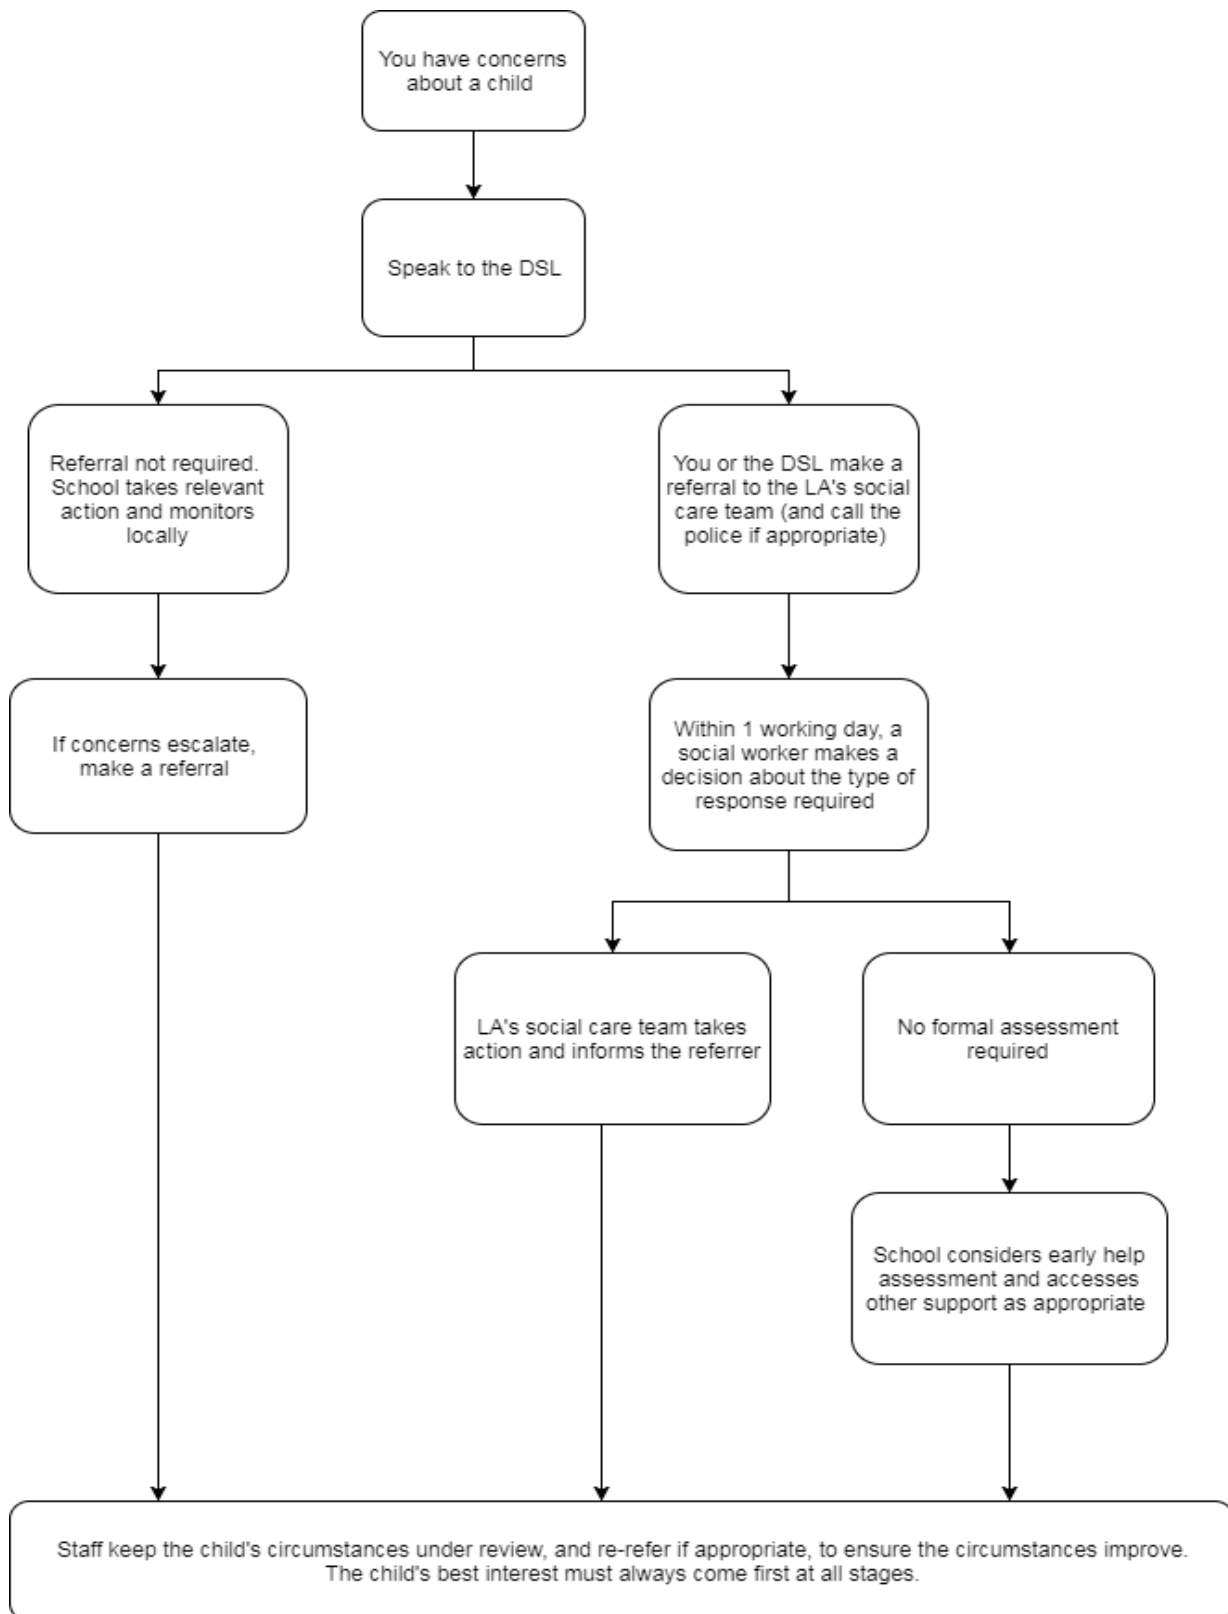 You have concerns
about a child
Speak to the DSL
Referral not required.
School takes relevant
action and monitors
locally
You or the DSL make a
referral to the LA's social
care team (and call the
police if appropriate)
If concerns escalate,
make a referral
Within 1 working day, a
social worker makes a
decision about the type of
response required
LA's social care team takes
action and informs the referrer
No formal assessment
required
School considers early help
assessment and accesses
other support as appropriate
Staff keep the child's circumstances under review, and re-refer if appropriate, to ensure the circumstances improve.
The child's best interest must always come first at all stages.